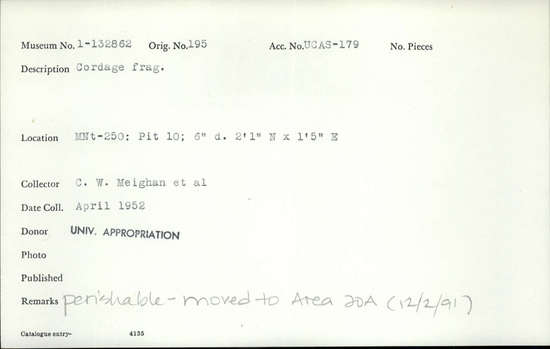 Museum No. 1-132862 Orig. No. 195 Acc. No. UCAS-179 No. Pieces
Description Cordage frag.
Location MNt-250: Pit 10; 6" d. 2'1" N x 1'5" E
Collector C. W. Meighan et al
Date Coll. April 1952
Donor UNIV. APPROPRIATION
Photo
Published
Remarks perishable - moved to Area 20A (12/2/91)
Catalogue entry- 4135